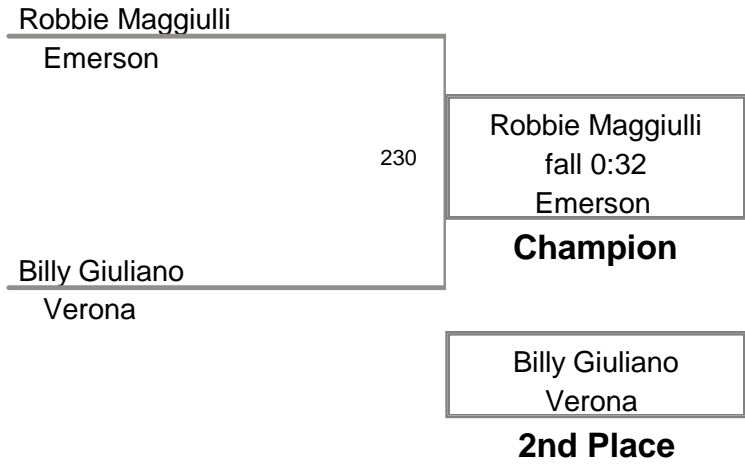 Robbie Maggiulli
Emerson
230
Robbie Maggiulli
fall 0:32
Emerson
Champion
Billy Giuliano
Verona
Billy Giuliano
Verona
2nd Place